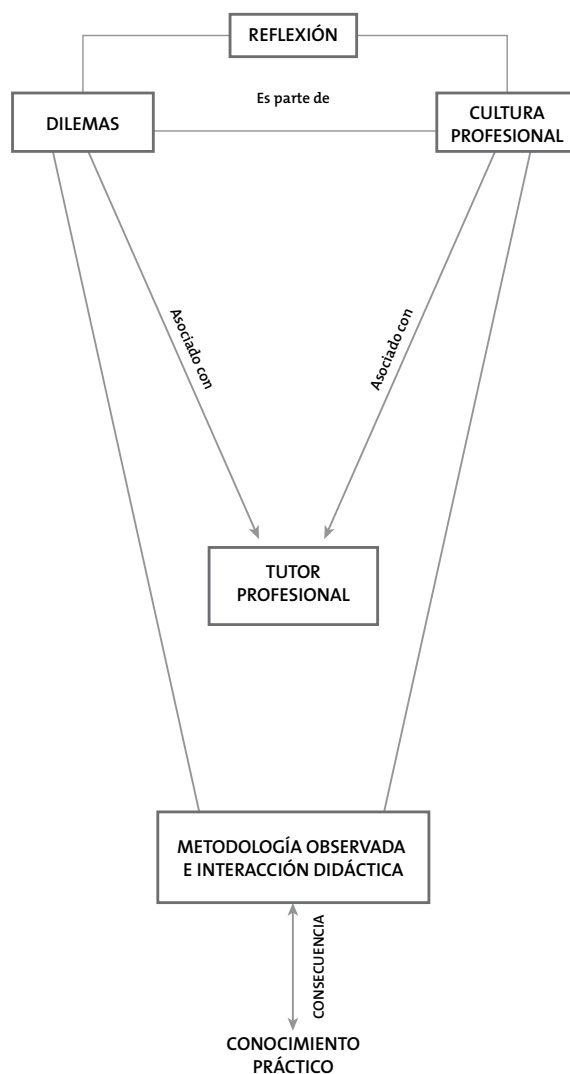 REFLEXIÓN
Es parte de
DILEMAS
CULTURA
PROFESIONAL
Asociado con
Asociado con
TUTOR
PROFESIONAL
METODOLOGÍA OBSERVADA
E INTERACCIÓN DIDÁCTICA
CONSECUENCIA
CONOCIMIENTO
PRÁCTICO